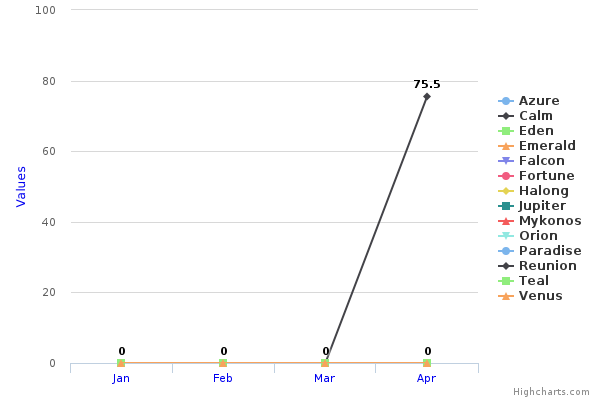 100
80
60
40
20
0
Values
75.5
0 0 0 0
Jan Feb Mar Apr
Azure
Calm
Eden
Emerald
Falcon
Fortune
Halong
Jupiter
Mykonos
Orion
Paradise
Reunion
Teal
Venus
Highcharts.com